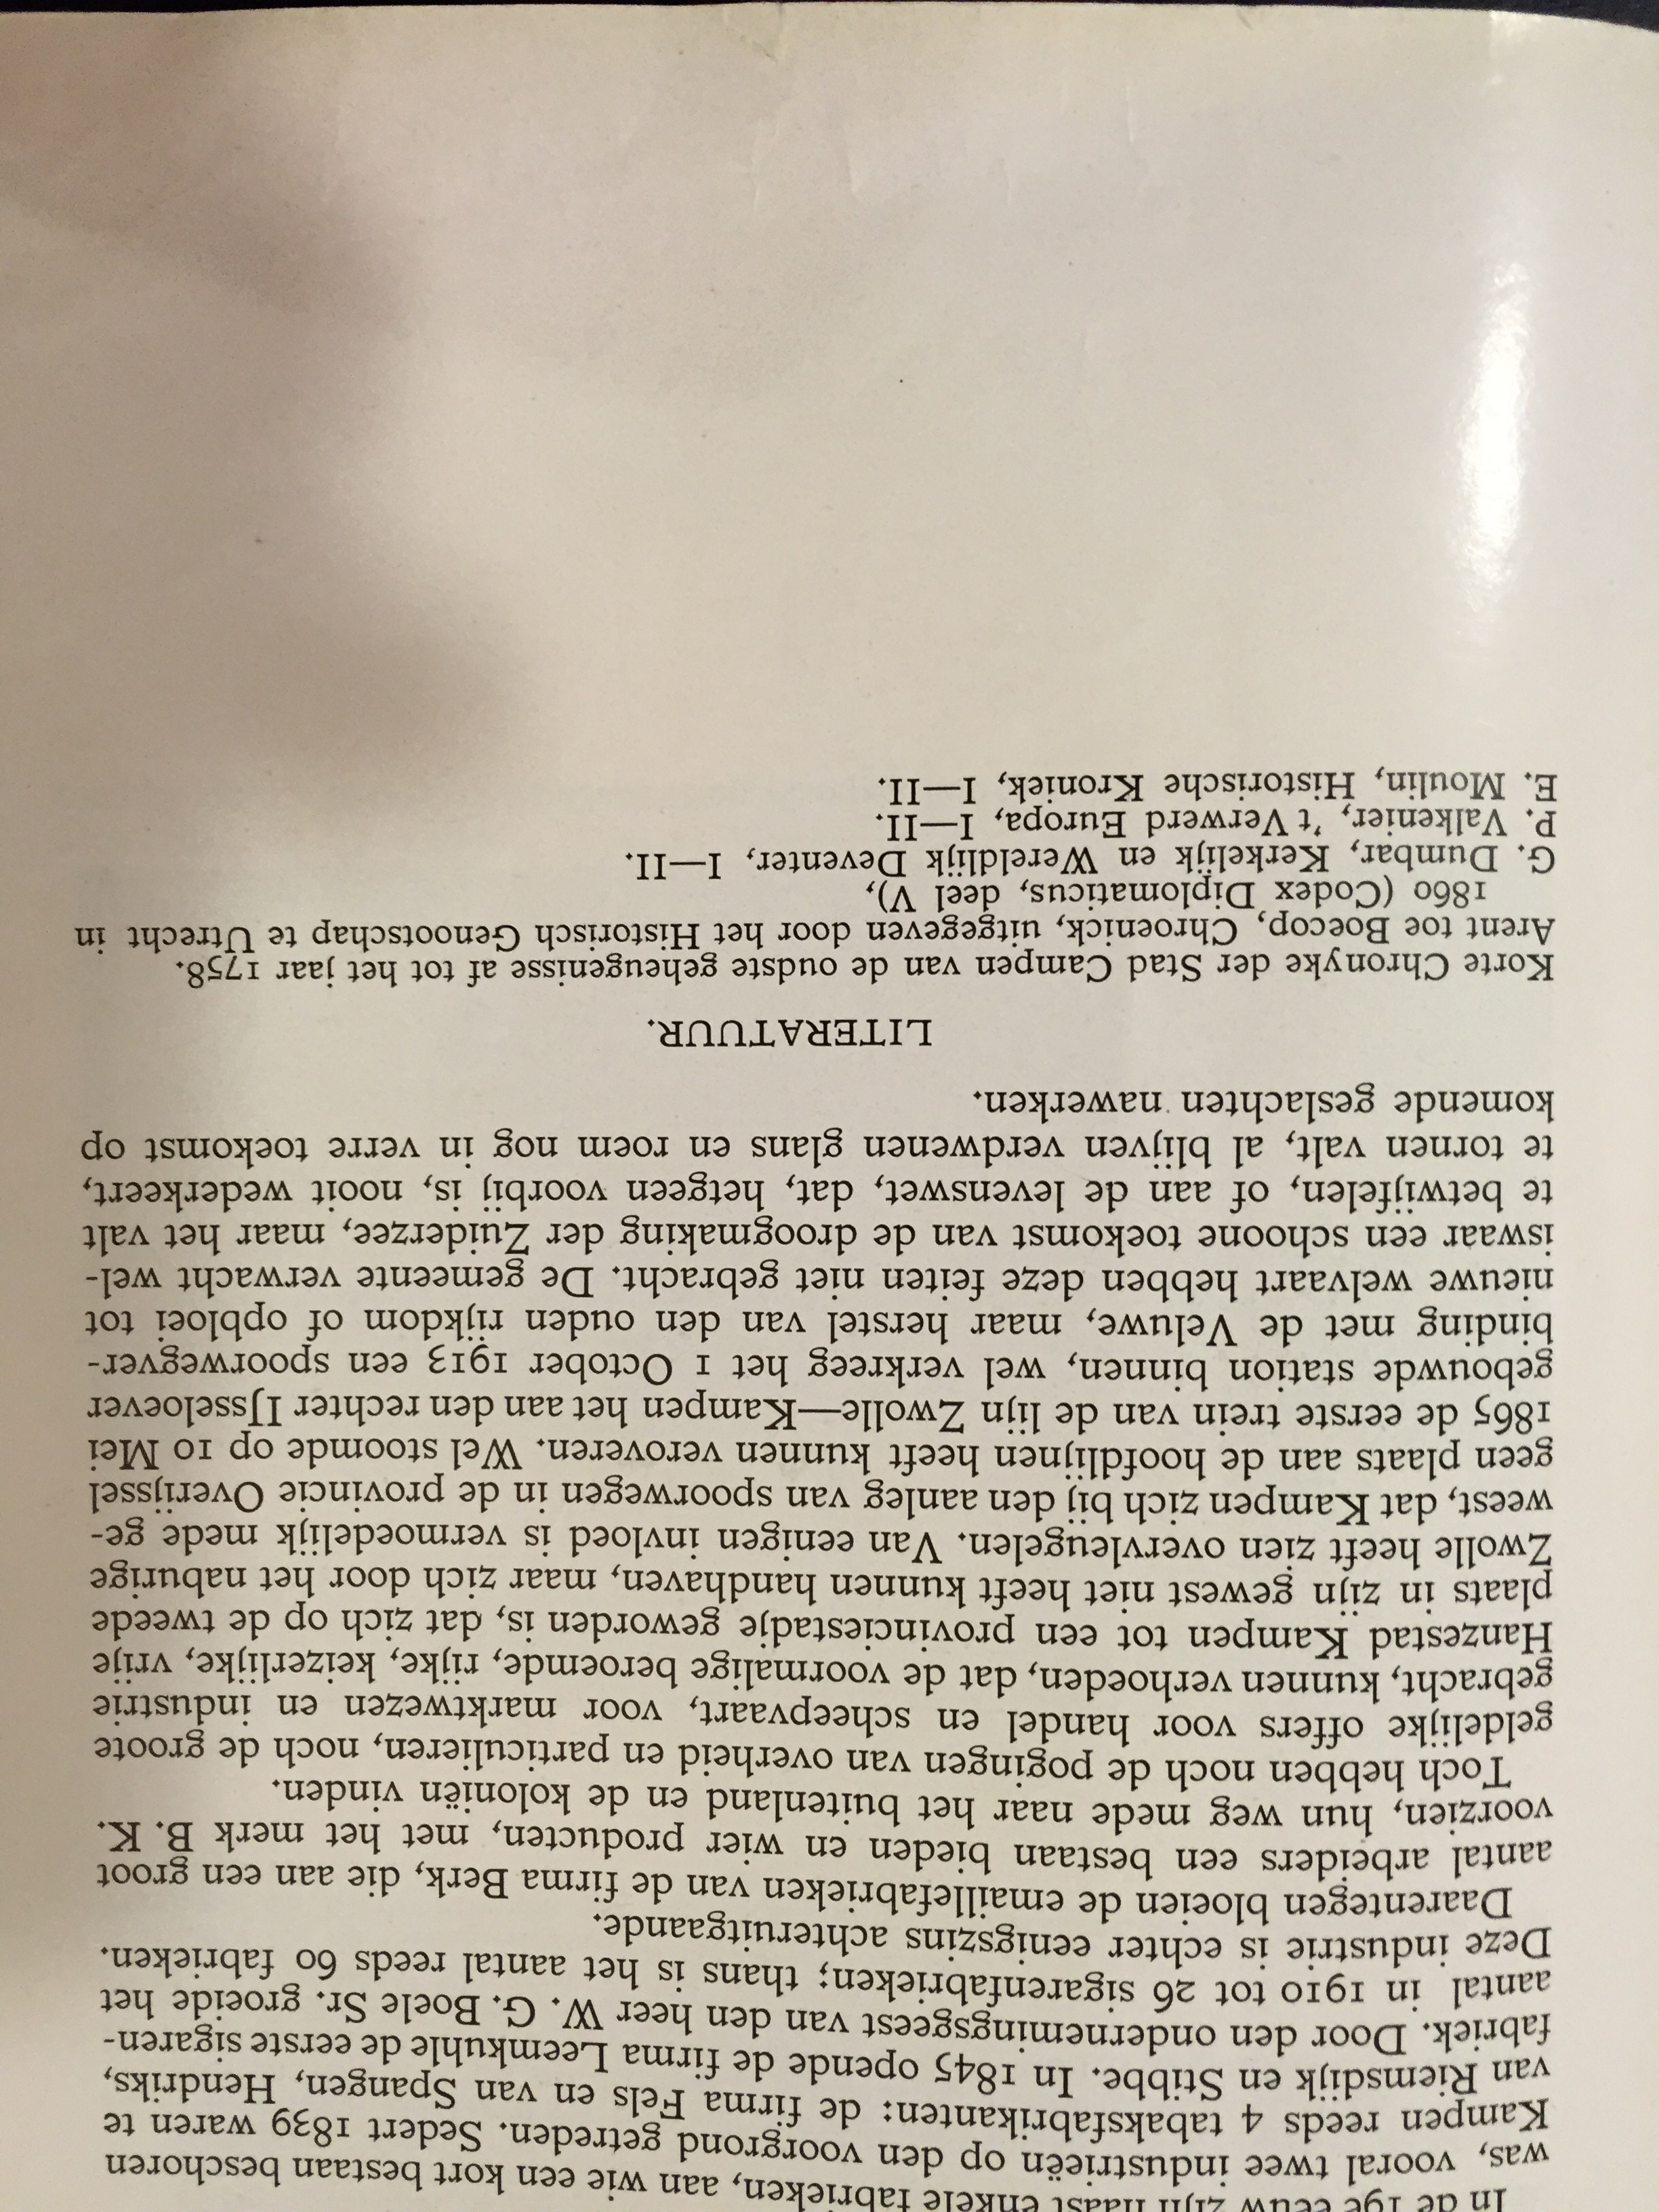 In de 19e eeuw zijn naast enkele fabrieken, aan wie een kort bestaan beschoren
was, vooral twee industrieën op den voorgrond getreden. Sedert 1839 waren te
Kampen reeds 4 tabaksfabrikanten: de firma Fels en van Spangen, Hendriks,
van Riemsdijk en Stibbe. In 1845 opende de firma Leemkuhle de eerste sigaren-
fabriek. Door den ondernemingsgeest van den heer W. G. Boele Sr. groeide het
aantal in 1910 tot 26 sigarenfabrieken; thans is het aantal reeds 60 fabrieken.
Deze industrie is echter eenigszins achteruitgaande.
Daarentegen bloeien de emaillefabrieken van de firma Berk, die aan een groot
aantal arbeiders een bestaan bieden en wier producten, met het merk B. K.
voorzien, hun weg mede naar het buitenland en de koloniën vinden.
Toch hebben noch de pogingen van overheid en particulieren, noch de groote
geldelijke offers voor handel en scheepvaart, voor marktwezen en industrie
gebracht, kunnen verhoeden, dat de voormalige beroemde, rijke, keizerlijke, vrije
Hanzestad Kampen tot een provinciestadje geworden is, dat zich op de tweede
plaats in zijn gewest niet heeft kunnen handhaven, maar zich door het naburige
Zwolle heeft zien overvleugelen. Van eenigen invloed is vermoedelijk mede ge-
weest, dat Kampen zich bij den aanleg van spoorwegen in de provincie Overijssel
geen plaats aan de hoofdlijnen heeft kunnen veroveren. Wel stoomde op 10 Mei
1865 de eerste trein van de lijn Zwolle—Kampen het aan den rechter IJsseloever
gebouwde station binnen, wel verkreeg het 1 October 1913 een spoorwegver-
binding met de Veluwe, maar herstel van den ouden rijkdom of opbloei tot
nieuwe welvaart hebben deze feiten niet gebracht. De gemeente verwacht wel-
iswaar een schoone toekomst van de droogmaking der Zuiderzee, maar het valt
te betwijfelen, of aan de levenswet, dat, hetgeen voorbij is, nooit wederkeert,
te tornen valt, al blijven verdwenen glans en roem nog in verre toekomst op
komende geslachten nawerken.
LITERATUUR.
Korte Chronyke der Stad Campen van de oudste geheugenisse af tot het jaar 1758.
Arent toe Boecop, Chroenick, uitgegeven door het Historisch Genootschap te Utrecht in
1860 (Codex Diplomaticus, deel V),
G. Dumbar, Kerkelijk en Wereldlijk Deventer, I—II.
P. Valkenier, 't Verwerd Europa, I—II.
E. Moulin, Historische Kroniek, I—II.